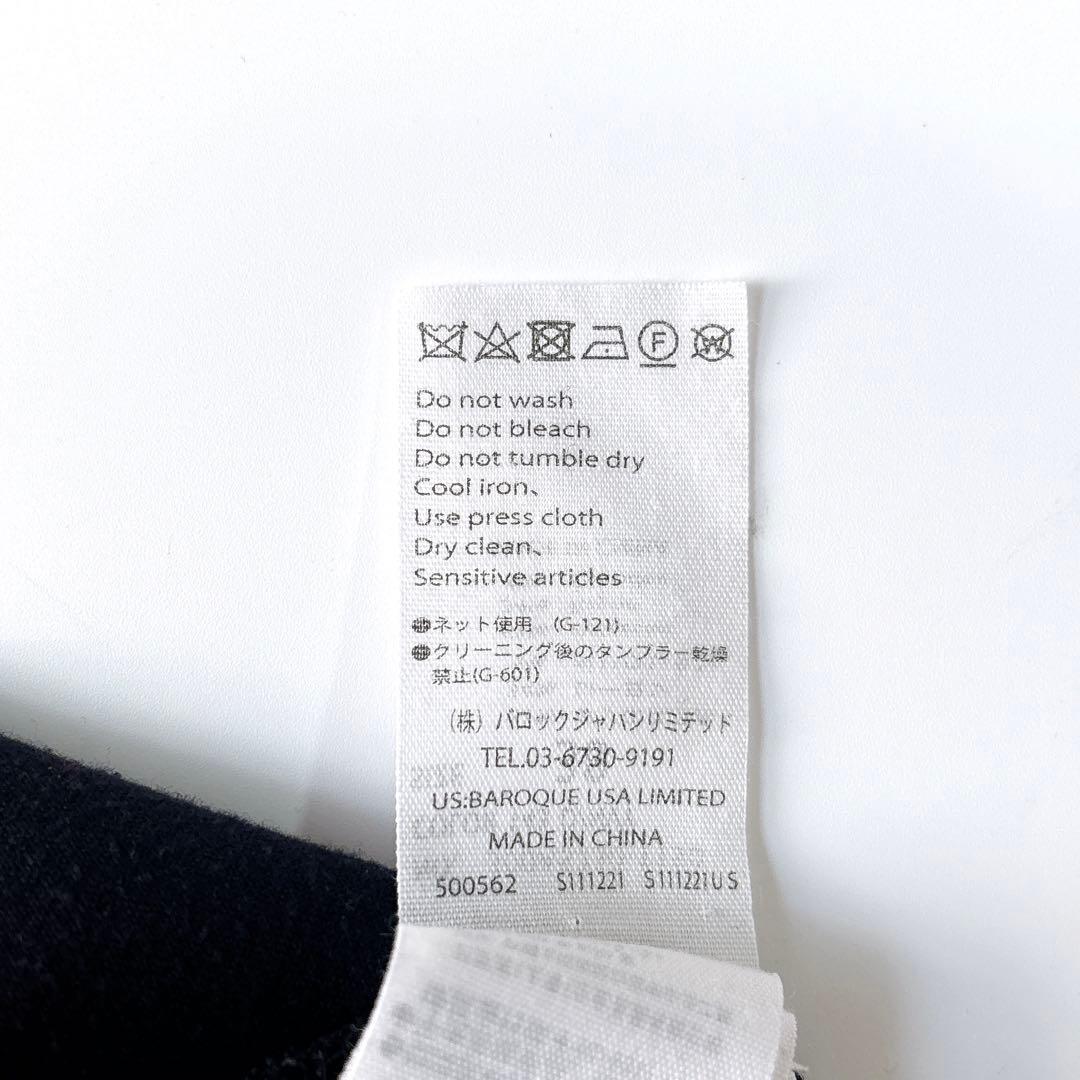 F W
Do not wash
Do not bleach
Do not tumble dry
Cool iron、
Use press cloth
Dry clean、
Sensitive articles
●ネット使用 (G-121)
●クリーニング後のタンブラー乾燥
禁止(G-601)
(株) バロックジャパンリミテッド
TEL.03-6730-9191
US:BAROQUE USA LIMITED
MADE IN CHINA
500562 S111221 S111221US